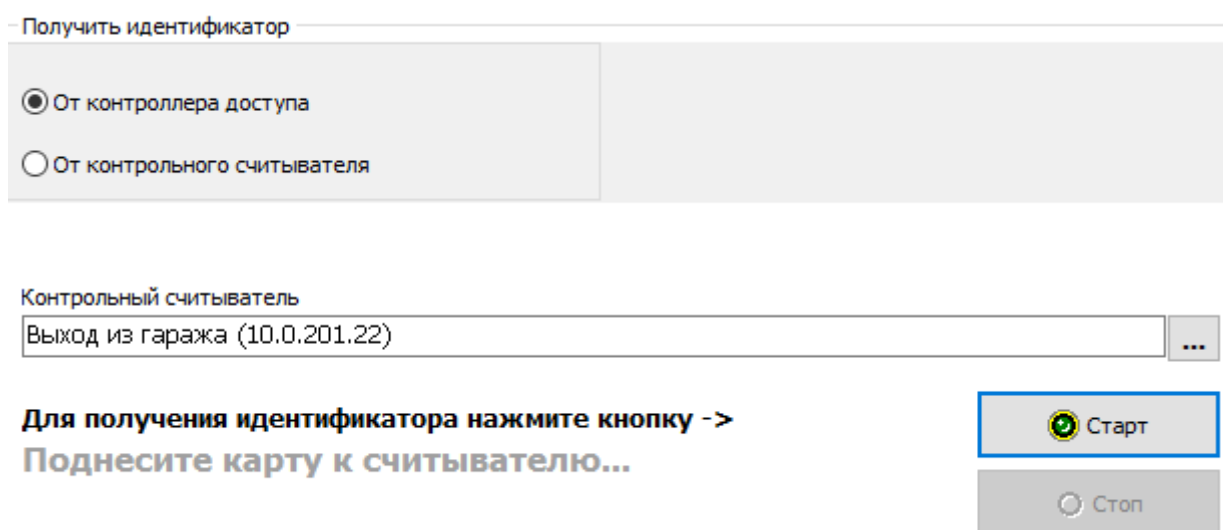 Получить идентификатор
От контроллера доступа
От контрольного считывателя
Контрольный считыватель
Выход из гаража (10.0.201.22)
...
Для получения идентификатора нажмите кнопку ->
Старт
Поднесите карту к считывателю...
Стоп